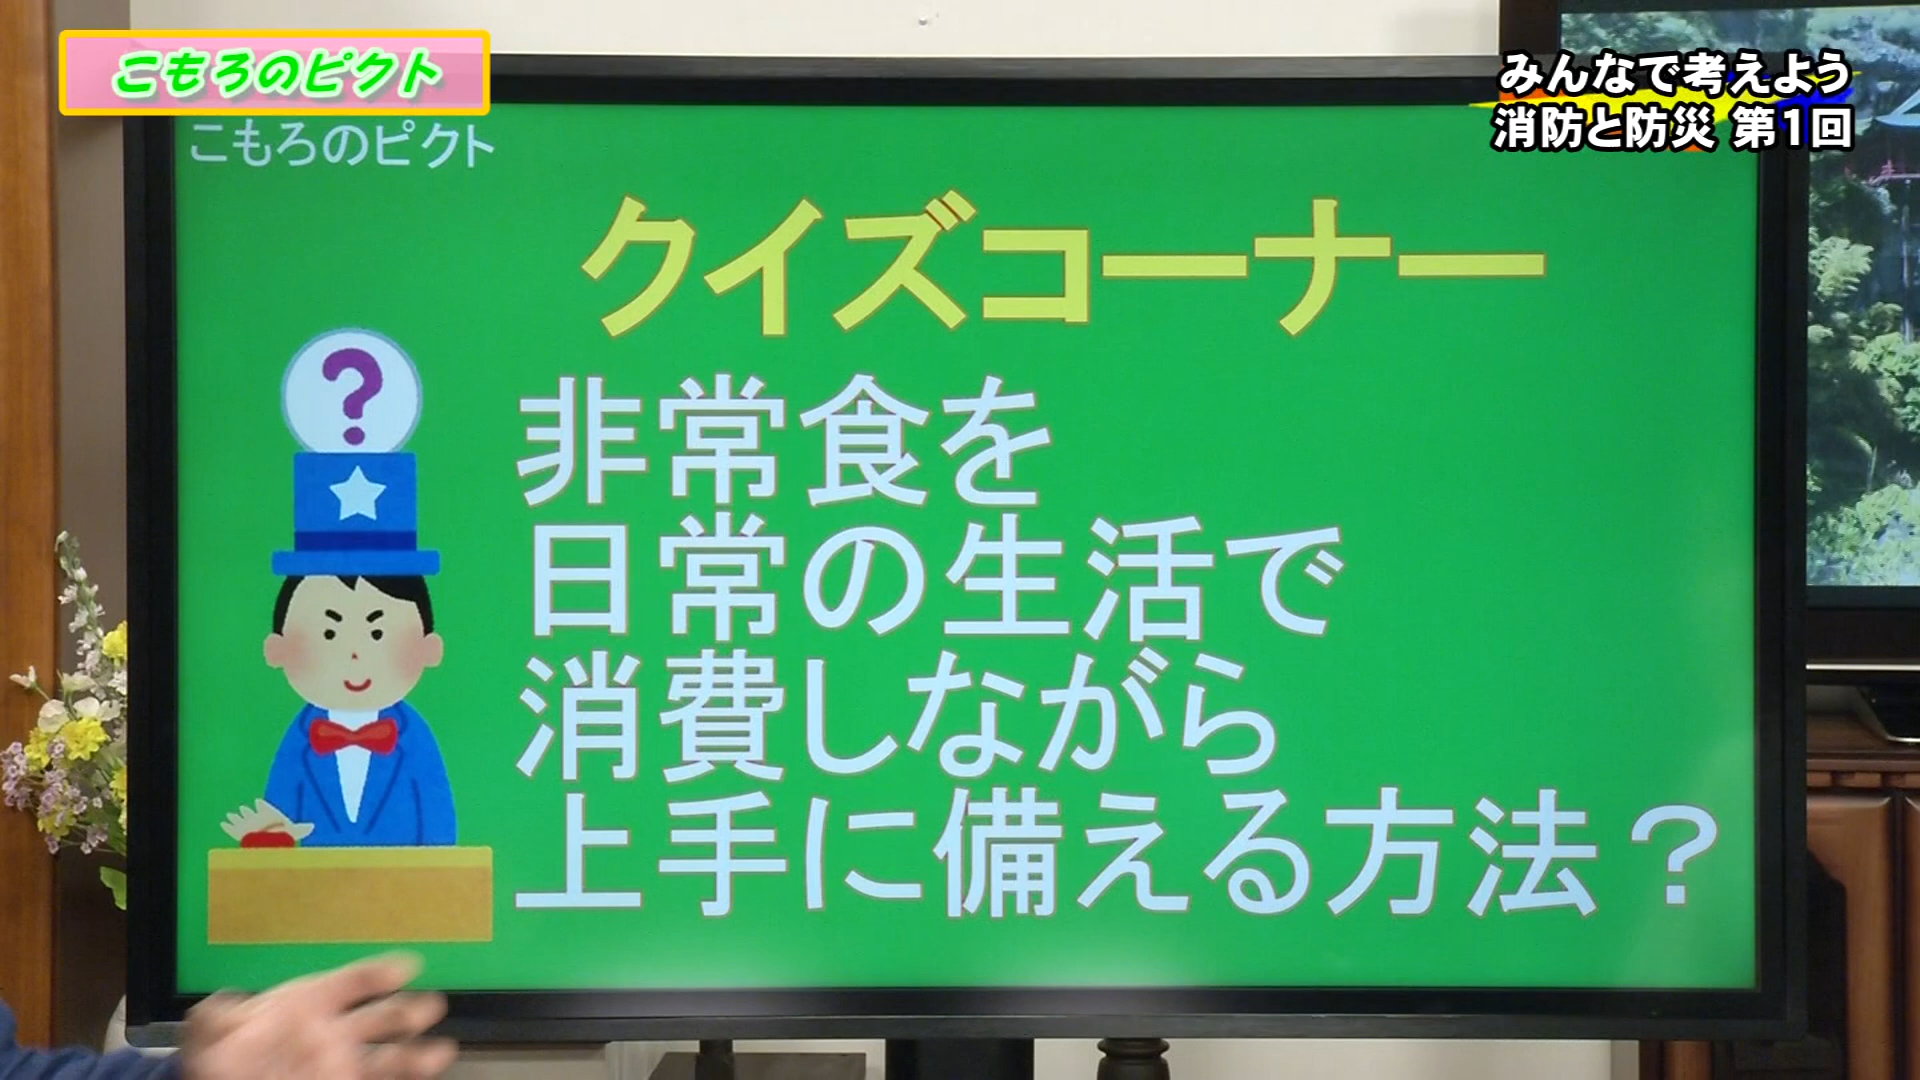 こもろのピクト
みんなで考えよう
消防と防災 第1回
こもろのピクト
クイズコーナー
非常食を
日常の生活で
消費しながら
上手に備える方法？
?